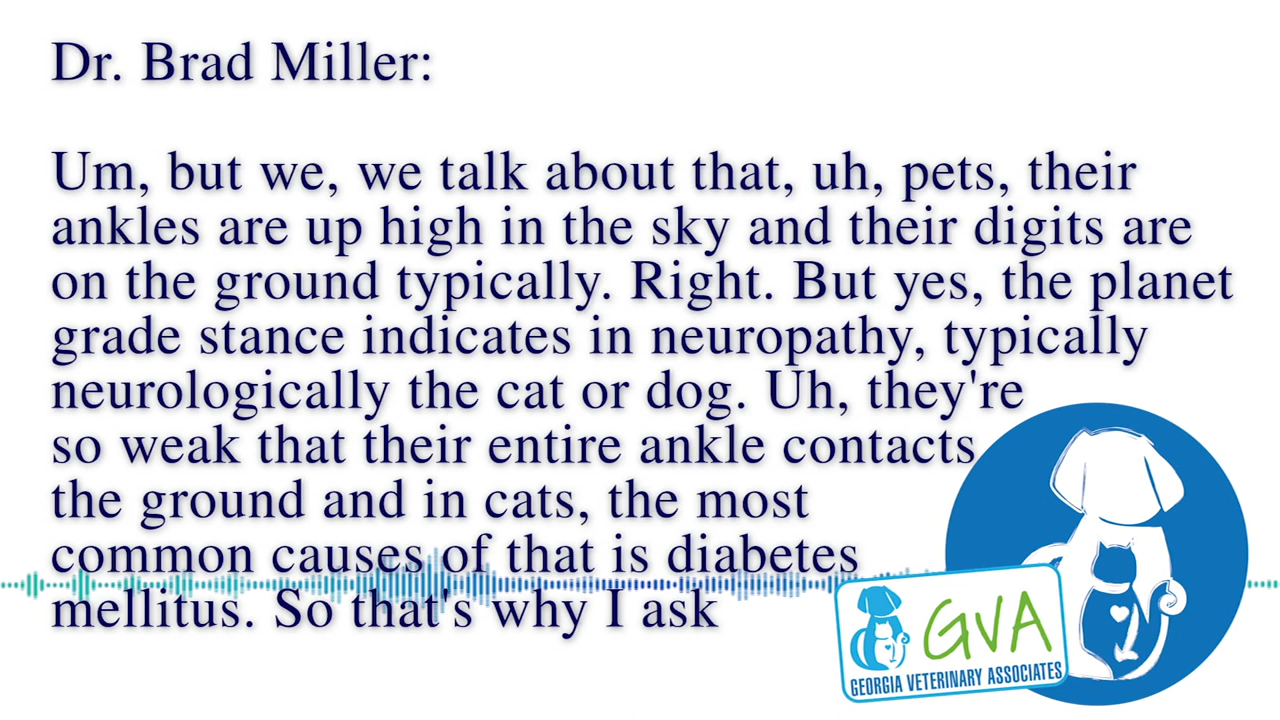 Dr. Brad Miller:
Um, but we, we talk about that, uh, pets, their
ankles are up high in the sky and their digits are
on the ground typically. Right. But yes, the planet
grade stance indicates in neuropathy, typically
neurologically the cat or dog. Uh, they're
so weak that their entire ankle contacts
the ground and in cats, the most
common causes of that is diabetes
mellitus. So that's why I ask
GVA
GEORGIA VETERINARY ASSOCIATES